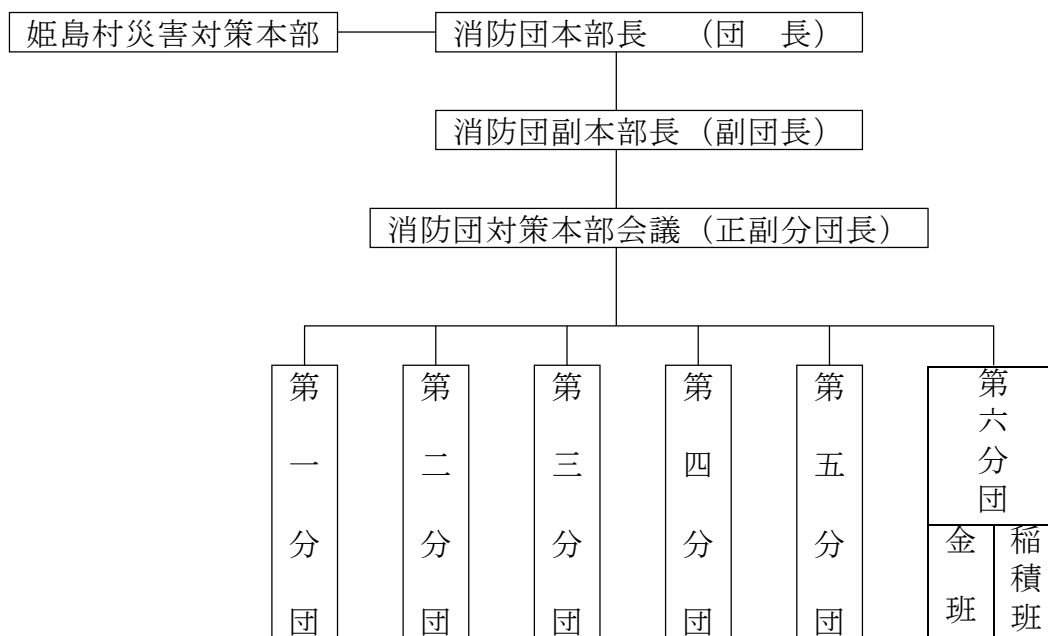 姫島村災害対策本部
消防団本部長　（団　長）
消防団副本部長（副団長）
消防団対策本部会議（正副分団長）
第一分団
第二分団
第三分団
第四分団
第五分団
第六分団
金班
稲積班